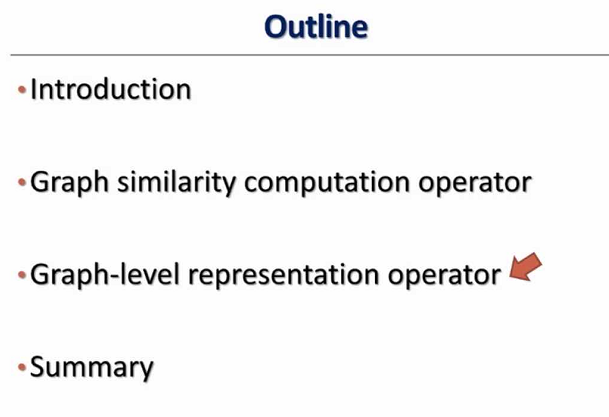 Outline
•Introduction
•Graph similarity computation operator
•Graph-level representation operator
•Summary